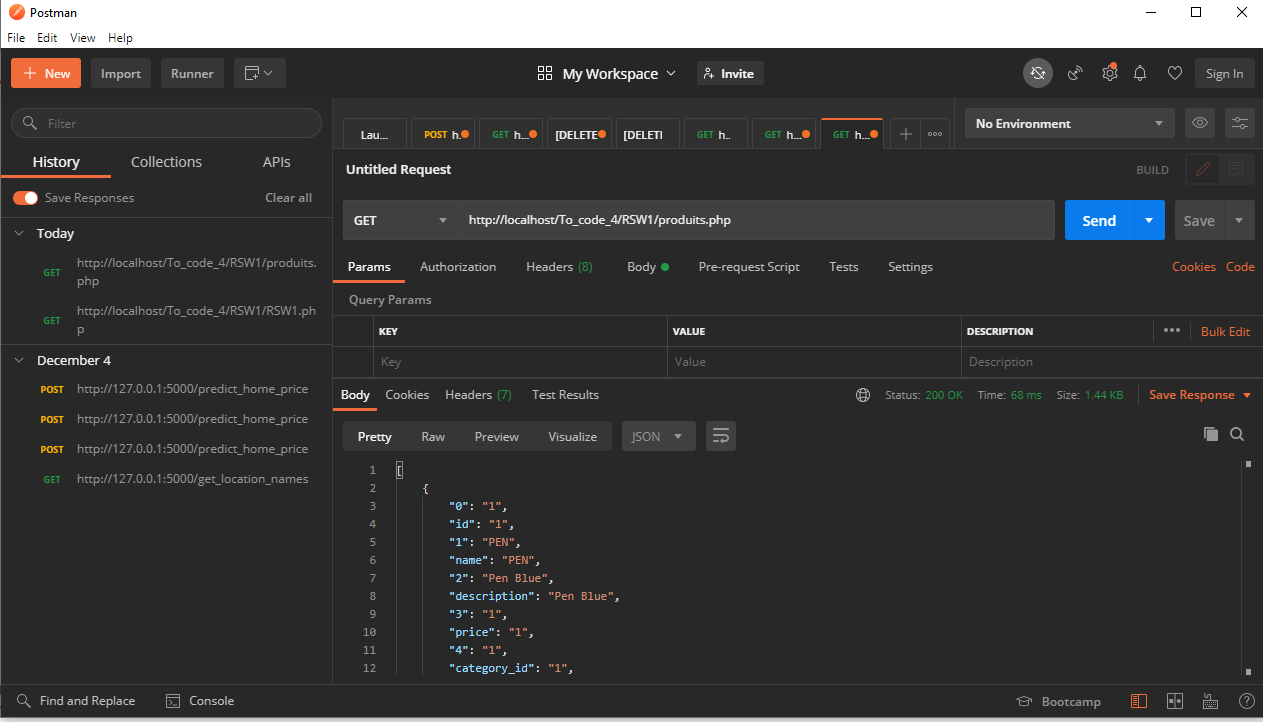 Postman
File Edit View Help
New Import Runner My Workspace Invite Sign In
Filter
Lau... POST h. GET h... [DELETE [DELETI GET h.. GET h... GET h... No Environment
History Collections APIs
Untitled Request BUILD
Save Responses Clear all
GET http://localhost/To_code_4/RSW1/produits.php Send Save
Today
GET http://localhost/To_code_4/RSW1/produits.
php
GET http://localhost/To_code_4/RSW1/RSW1.ph
p
December 4
POST http://127.0.0.1:5000/predict_home_price
POST http://127.0.0.1:5000/predict_home_price
POST http://127.0.0.1:5000/predict_home_price
GET http://127.0.0.1:5000/get_location_names
Params Authorization Headers (8) Body Pre-request Script Tests Settings Cookies Code
Query Params
KEY VALUE DESCRIPTION Bulk Edit
Key Value Description
Body Cookies Headers (7) Test Results Status: 200 OK Time: 68 ms Size: 1.44 KB Save Response
Pretty Raw Preview Visualize JSON
1 [
2 {
3 "0": "1",
4 "id": "1",
5 "1": "PEN",
6 "name": "PEN",
7 "2": "Pen Blue",
8 "description": "Pen Blue",
9 "3": "1",
10 "price": "1",
11 "4": "1",
12 "category_id": "1",
Find and Replace Console Bootcamp